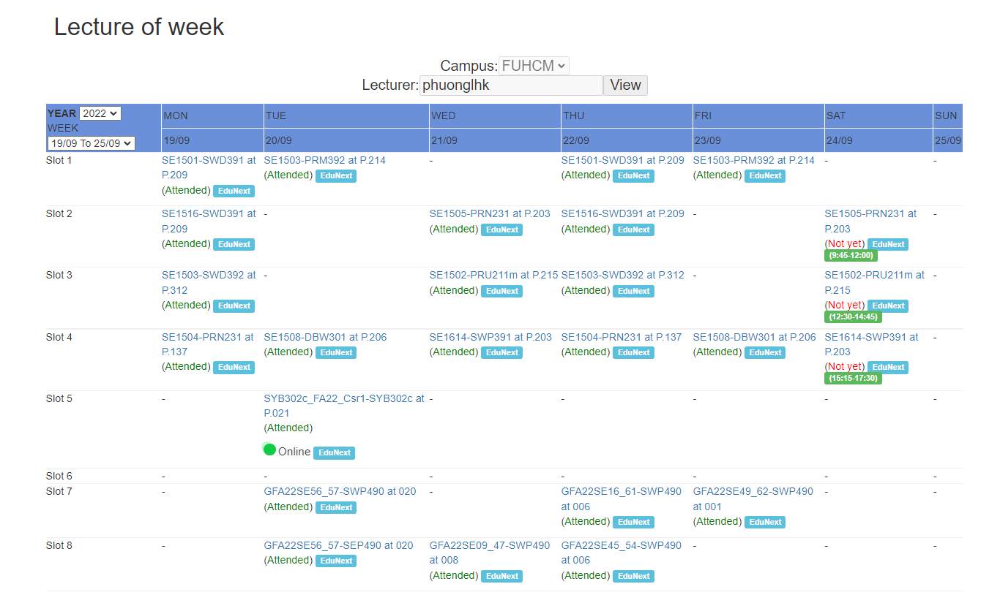 Lecture of week
Campus: FUHCM
Lecturer: phuonglhk View
YEAR 2022 MON TUE WED THU FRI SAT SUN
WEEK
19/09 To 25/09 19/09 20/09 21/09 22/09 23/09 24/09 25/09
Slot 1 SE1501-SWD391 at SE1503-PRM392 at P.214 - SE1501-SWD391 at P.209 SE1503-PRM392 at P.214 - -
P.209 (Attended) EduNext (Attended) EduNext (Attended) EduNext
(Attended) EduNext
Slot 2 SE1516-SWD391 at - SE1505-PRN231 at P.203 SE1516-SWD391 at P.209 - SE1505-PRN231 at -
P.209 (Attended) EduNext (Attended) EduNext P.203
(Attended) EduNext (Not yet) EduNext
(9:45-12:00)
Slot 3 SE1503-SWD392 at - SE1502-PRU211m at P.215 SE1503-SWD392 at P.312 - SE1502-PRU211m at -
P.312 (Attended) EduNext (Attended) EduNext P.215
(Attended) EduNext (Not yet) EduNext
(12:30-14:45)
Slot 4 SE1504-PRN231 at SE1508-DBW301 at P.206 SE1614-SWP391 at P.203 SE1504-PRN231 at P.137 SE1508-DBW301 at P.206 SE1614-SWP391 at -
P.137 (Attended) EduNext (Attended) EduNext (Attended) EduNext (Attended) EduNext P.203
(Attended) EduNext (Not yet) EduNext
(15:15-17:30)
Slot 5 - SYB302c_FA22_Csr1-SYB302c at - - - - -
P.021
(Attended)
Online EduNext
Slot 6 - - - - - - -
Slot 7 - GFA22SE56_57-SWP490 at 020 - GFA22SE16_61-SWP490 GFA22SE49_62-SWP490 - -
(Attended) EduNext at 006 at 001
(Attended) EduNext (Attended) EduNext
Slot 8 - GFA22SE56_57-SEP490 at 020 GFA22SE09_47-SWP490 GFA22SE45_54-SWP490 - - -
(Attended) EduNext at 008 at 006
(Attended) EduNext (Attended) EduNext